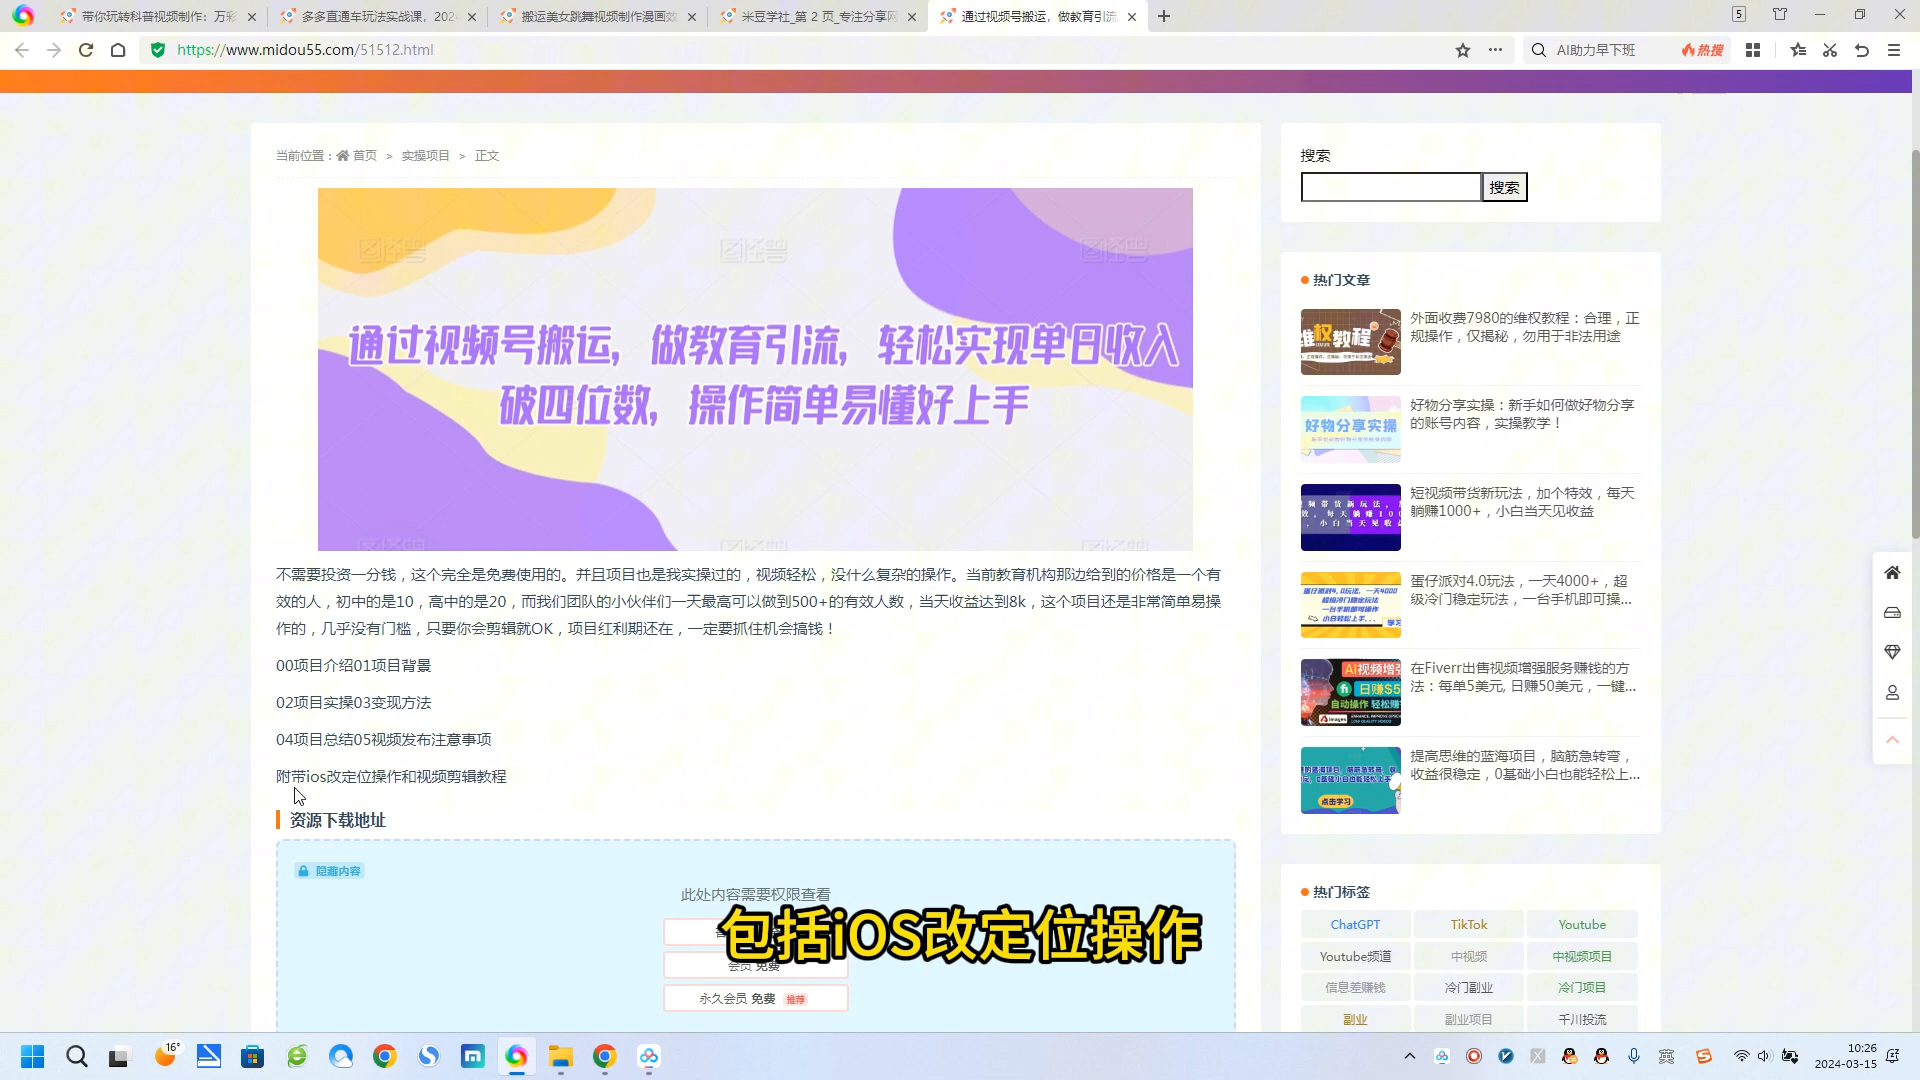 带你玩转科普视频制作：万彩
多多直通车玩法实战课，202
搬运美女跳舞视频制作漫画效
米豆学社_第 2 页_专注分享网
通过视频号搬运，做教育引流
5
https://www.midou55.com/51512.html
AI助力早下班
热搜
当前位置：首页 > 实操项目 > 正文
图怪兽 图怪兽 图怪兽
通过视频号搬运，做教育引流，轻松实现单日收入
破四位数，操作简单易懂好上手
不需要投资一分钱，这个完全是免费使用的。并且项目也是我实操过的，视频轻松，没什么复杂的操作。当前教育机构那边给到的价格是一个有
效的人，初中的是10，高中的是20，而我们团队的小伙伴们一天最高可以做到500+的有效人数，当天收益达到8k，这个项目还是非常简单易操
作的，几乎没有门槛，只要你会剪辑就OK，项目红利期还在，一定要抓住机会搞钱！
00项目介绍01项目背景
02项目实操03变现方法
04项目总结05视频发布注意事项
附带ios改定位操作和视频剪辑教程
资源下载地址
隐藏内容
此处内容需要权限查看
会员 免费
永久会员 免费 推荐
包括iOS改定位操作
搜索
搜索
热门文章
外面收费7980的维权教程：合理，正
规操作，仅揭秘，勿用于非法用途
好物分享实操
好物分享实操：新手如何做好物分享
的账号内容，实操教学！
短视频带货新玩法，加个特效，每天
躺赚1000+，小白当天见收益
蛋仔派对4.0玩法，一天4000+，超
级冷门稳定玩法，一台手机即可操...
在Fiverr出售视频增强服务赚钱的方
法：每单5美元, 日赚50美元，一键...
提高思维的蓝海项目，脑筋急转弯，
收益很稳定，0基础小白也能轻松上...
点击学习
热门标签
ChatGPT TikTok Youtube
Youtube频道 中视频 中视频项目
信息差赚钱 冷门副业 冷门项目
副业 副业项目 千川投流
16°
英
10:26
2024-03-15